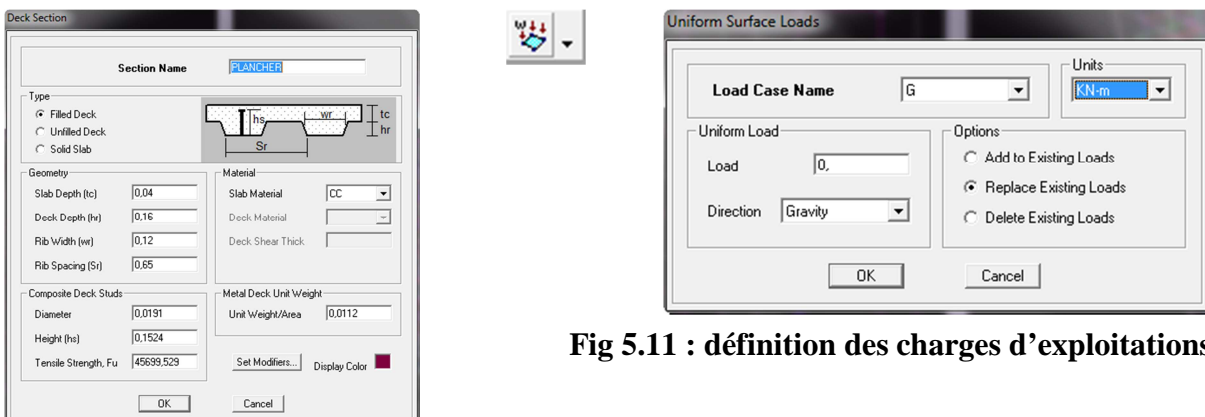 Deck Section
Section Name PLANCHER
Type
Filled Deck
Unfilled Deck
Solid Slab
hs wr tc
hr
Sr
Geometry
Slab Depth (tc) 0,04
Deck Depth (hr) 0,16
Rib Width (wr) 0,12
Rib Spacing (Sr) 0,65
Material
Slab Material CC
Deck Material
Deck Shear Thick
Composite Deck Studs
Diameter 0,0191
Height (hs) 0,1524
Tensile Strength, Fu 45699,529
Metal Deck Unit Weight
Unit Weight/Area 0,0112
Set Modifiers... Display Color
OK Cancel
w
Uniform Surface Loads
Load Case Name G
Units
KN-m
Uniform Load
Load 0,
Direction Gravity
Options
Add to Existing Loads
Replace Existing Loads
Delete Existing Loads
OK Cancel
Fig 5.11 : définition des charges d’exploitations